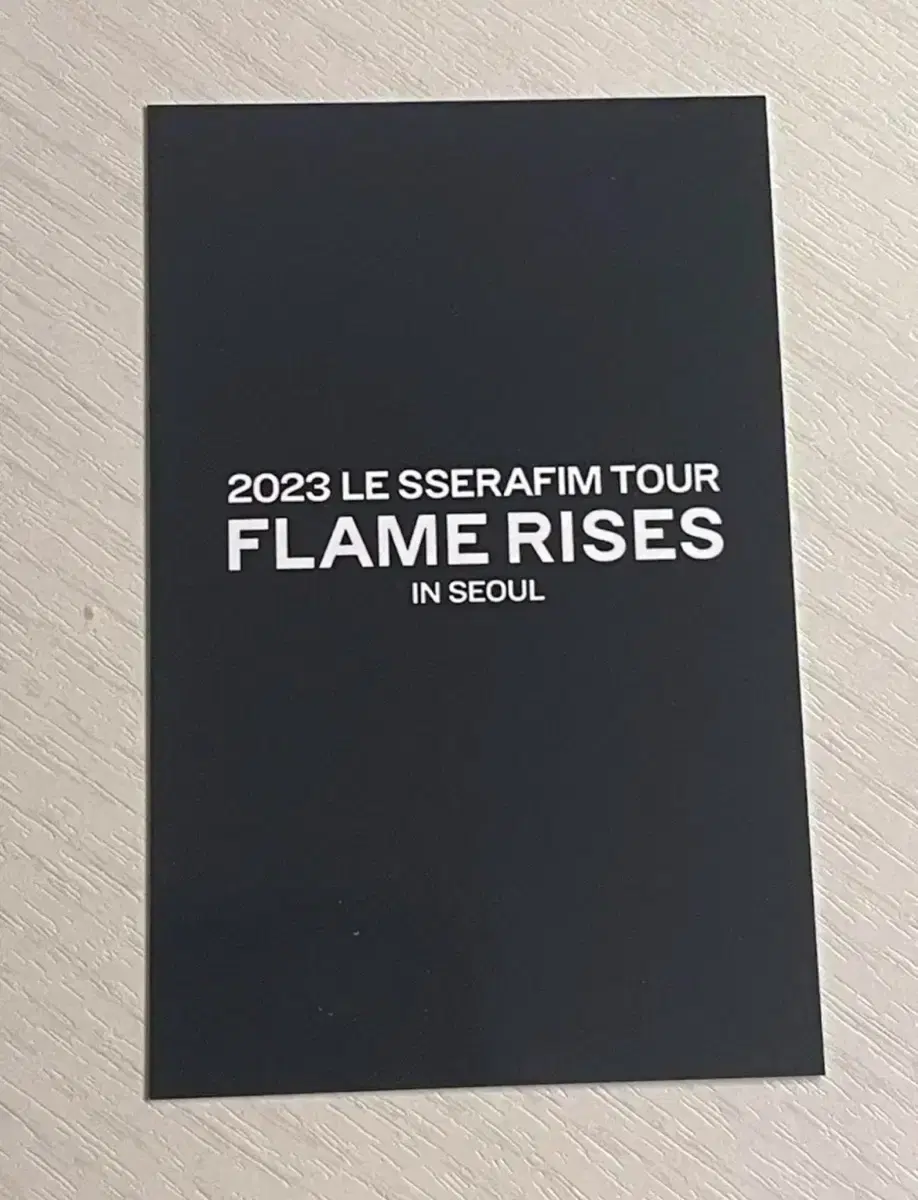 2023 LE SSERAFIM TOUR
FLAME RISES
IN SEOUL